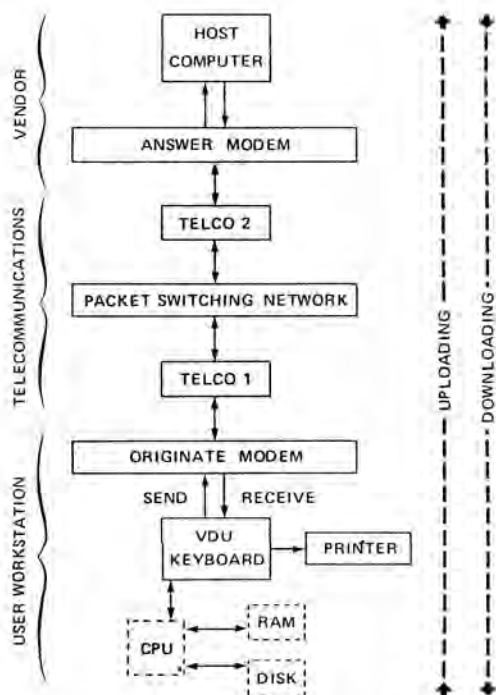 VENDOR
HOST
COMPUTER
ANSWER MODEM
TELECOMMUNICATIONS
TELCO 2
PACKET SWITCHING NETWORK
TELCO 1
USER WORKSTATION
ORIGINATE MODEM
SEND
RECEIVE
VDU
KEYBOARD
PRINTER
CPU
RAM
DISK
UPLOADING
DOWNLOADING